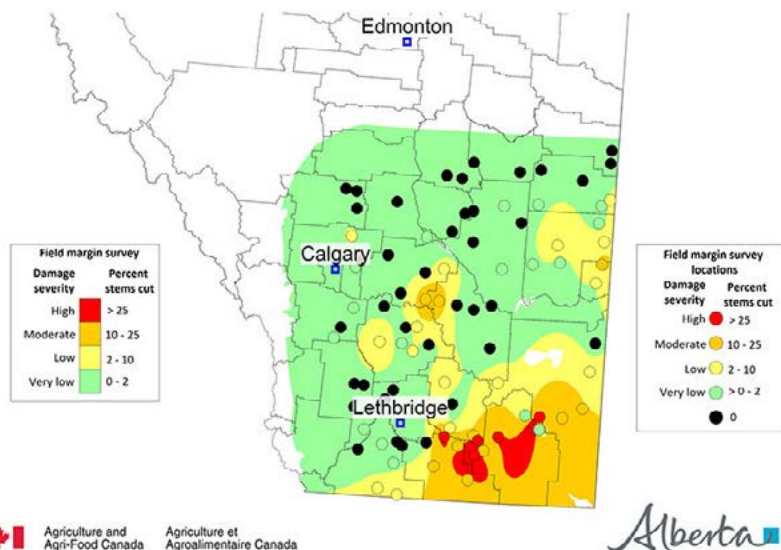 Edmonton
Calgary
Lethbridge
Field margin survey
Damage severity Percent stems cut
High > 25
Moderate 10 - 25
Low 2 - 10
Very low 0 - 2
Field margin survey locations
Damage severity Percent stems cut
High > 25
Moderate 10 - 25
Low 2 - 10
Very low > 0 - 2
0
Agriculture and Agri-Food Canada
Agriculture et Agroalimentaire Canada
Alberta